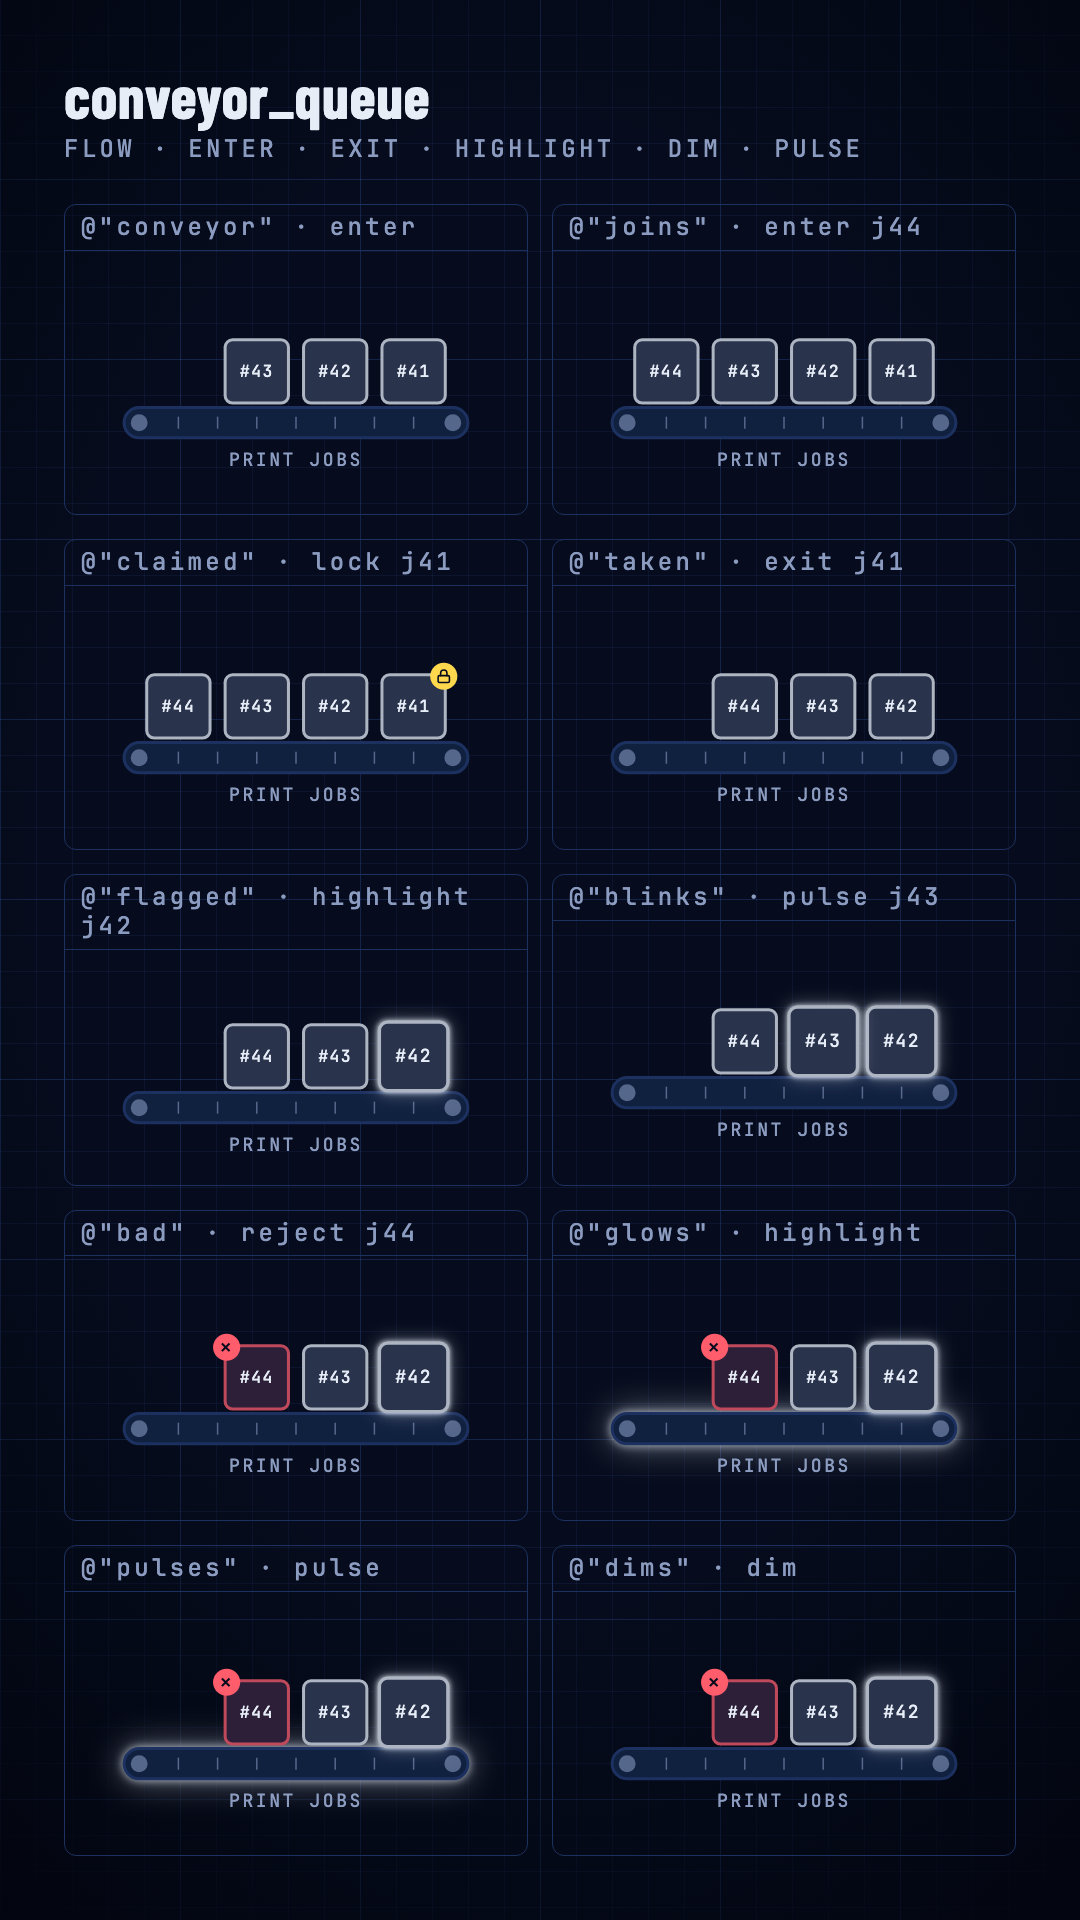 conveyor_queue
FLOW · ENTER · EXIT · HIGHLIGHT · DIM · PULSE
@"conveyor" · enter
#43 #42 #41
PRINT JOBS
@"joins" · enter j44
#44 #43 #42 #41
PRINT JOBS
@"claimed" · lock j41
#44 #43 #42 #41
PRINT JOBS
@"taken" · exit j41
#44 #43 #42
PRINT JOBS
@"flagged" · highlight
j42
#44 #43 #42
PRINT JOBS
@"blinks" · pulse j43
#44 #43 #42
PRINT JOBS
@"bad" · reject j44
#44 #43 #42
PRINT JOBS
@"glows" · highlight
#44 #43 #42
PRINT JOBS
@"pulses" · pulse
#44 #43 #42
PRINT JOBS
@"dims" · dim
#44 #43 #42
PRINT JOBS